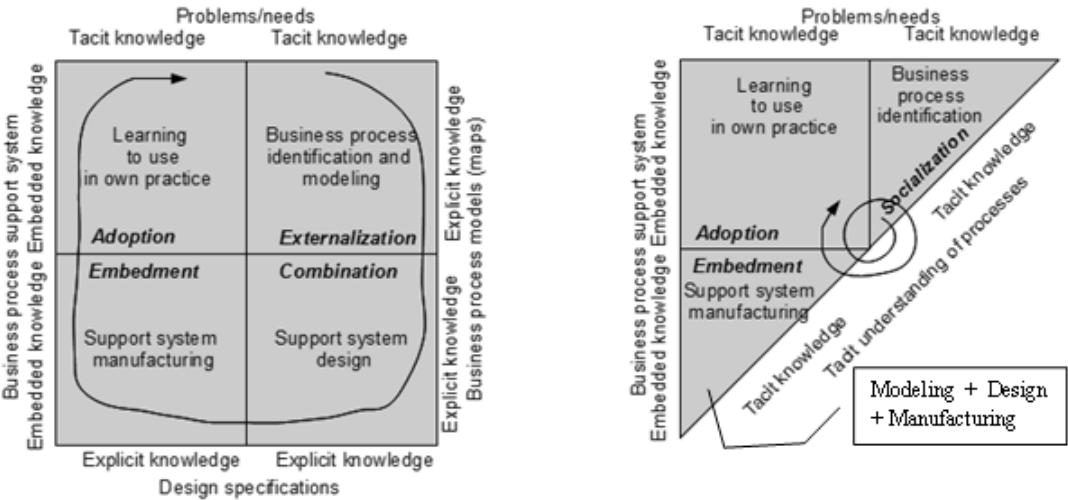 Problems/needs
Tacit knowledge Tacit knowledge
Business process support system
Embedded knowledge Embedded knowledge
Learning
to use
in own practice
Business process
identification and
modeling
Adoption
Externalization
Embedment
Combination
Support system
manufacturing
Support system
design
Explicit knowledge Explicit knowledge
Business process models (maps)
Explicit knowledge Explicit knowledge
Design specifications
Problems/needs
Tacit knowledge Tacit knowledge
Business process support system
Embedded knowledge Embedded knowledge
Learning
to use
in own practice
Business
process
identification
Socialization
Adoption
Embedment
Support system
manufacturing
Tacit knowledge Tacit knowledge
Tacit understanding of processes
Modeling + Design
+ Manufacturing